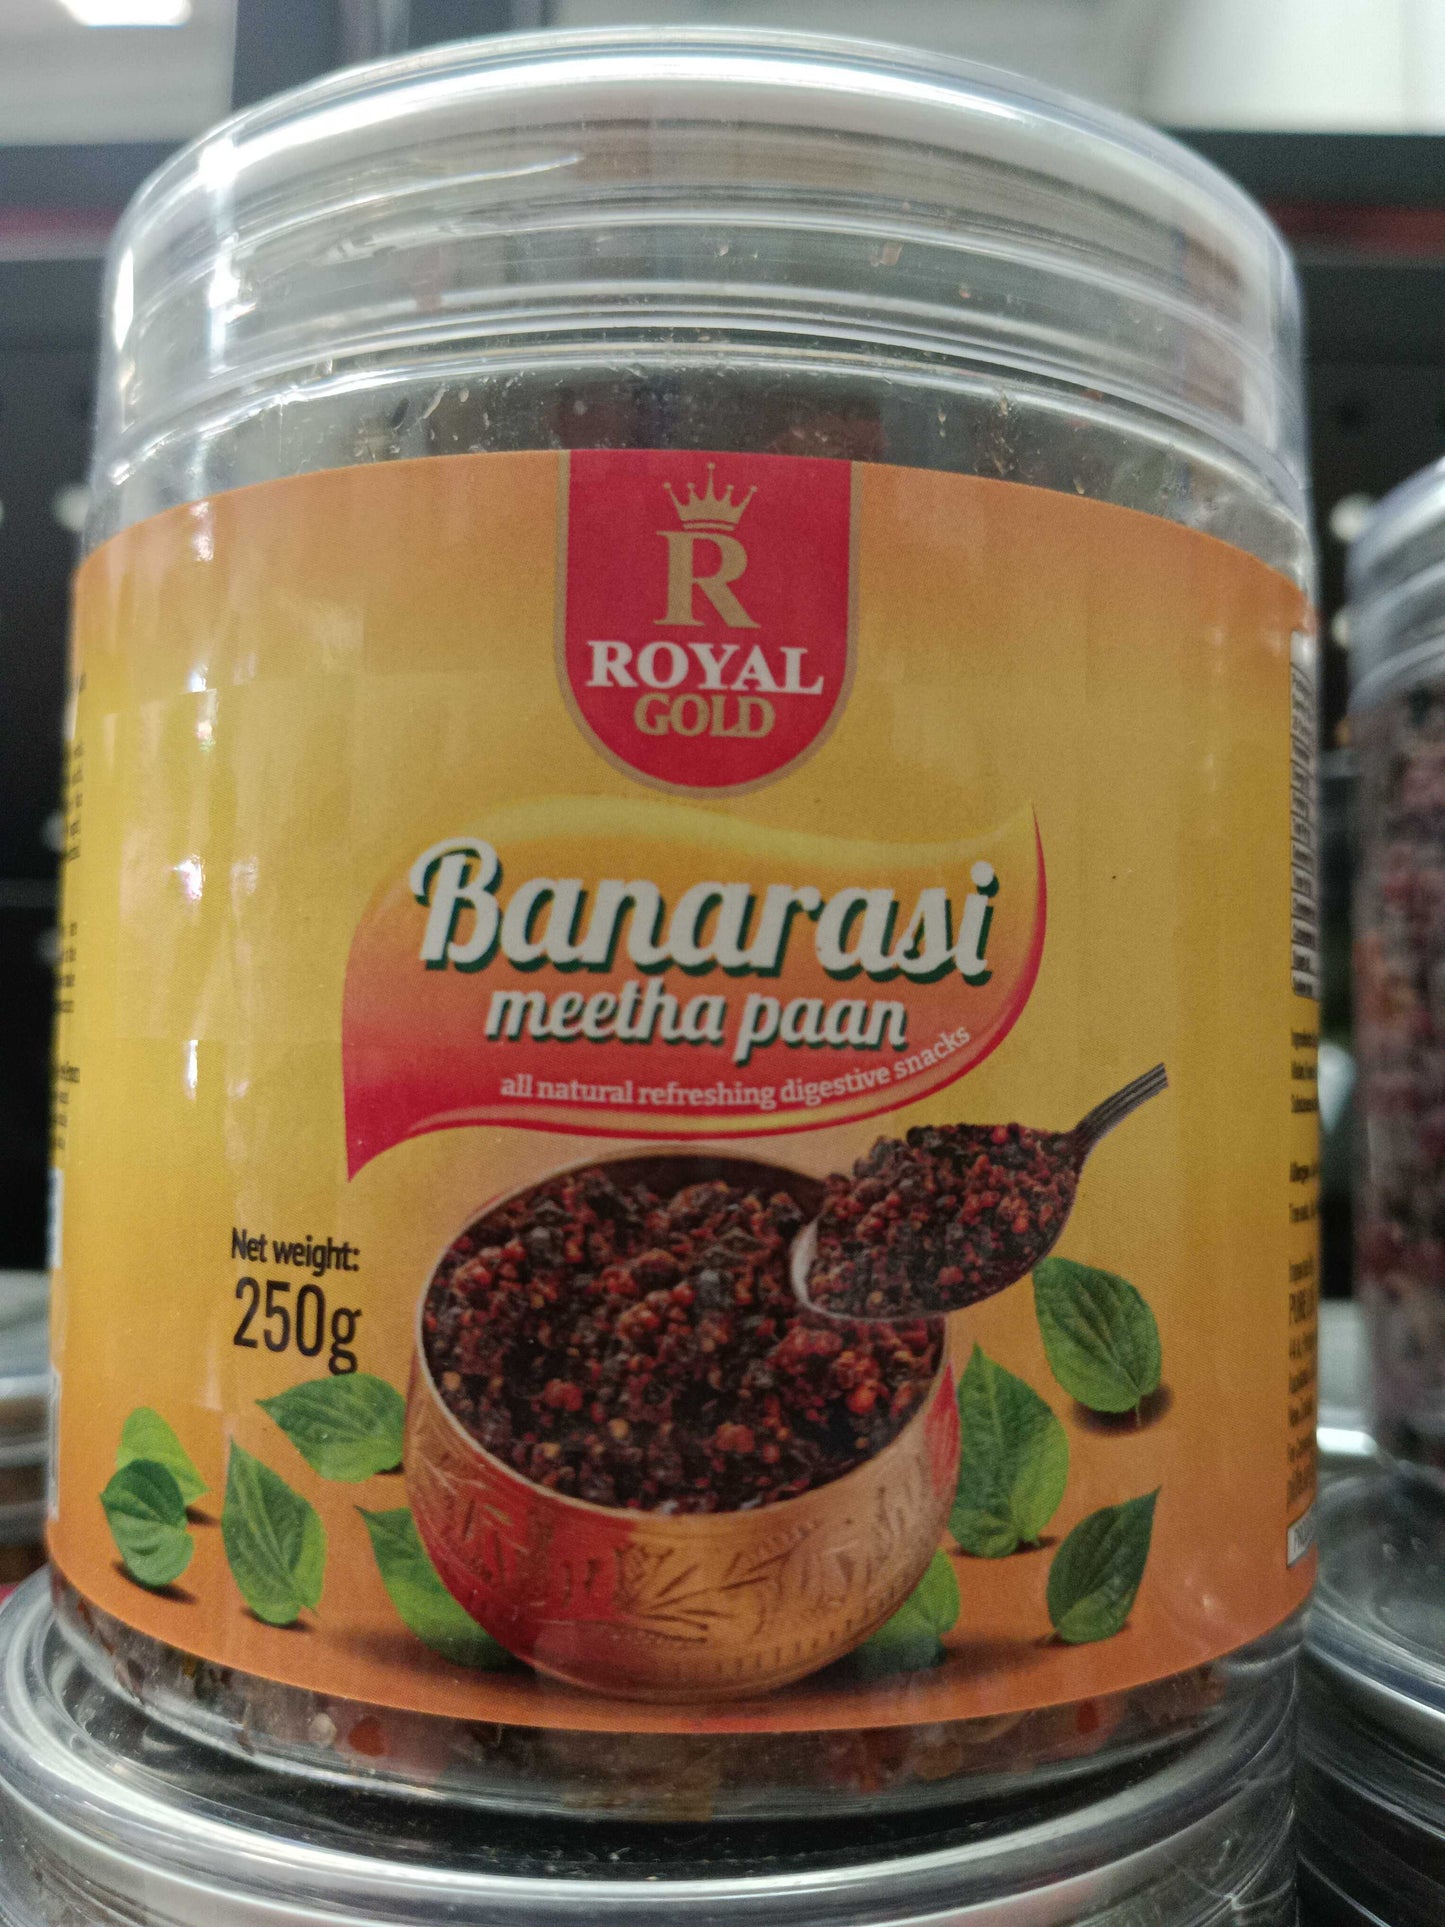 R
ROYAL
GOLD
Banarasi
meetha paan
all natural refreshing digestive snacks
Net weight:
250g